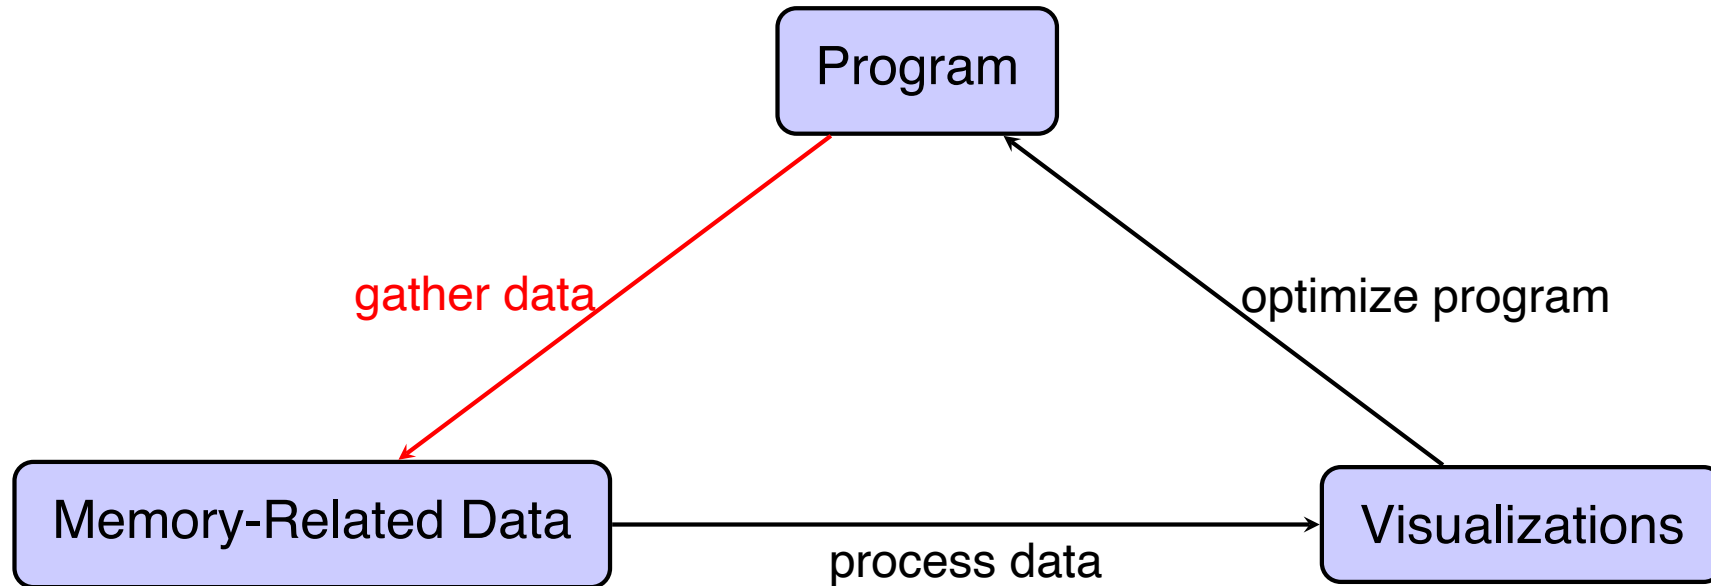 Program
gather data
optimize program
Memory-Related Data
process data
Visualizations